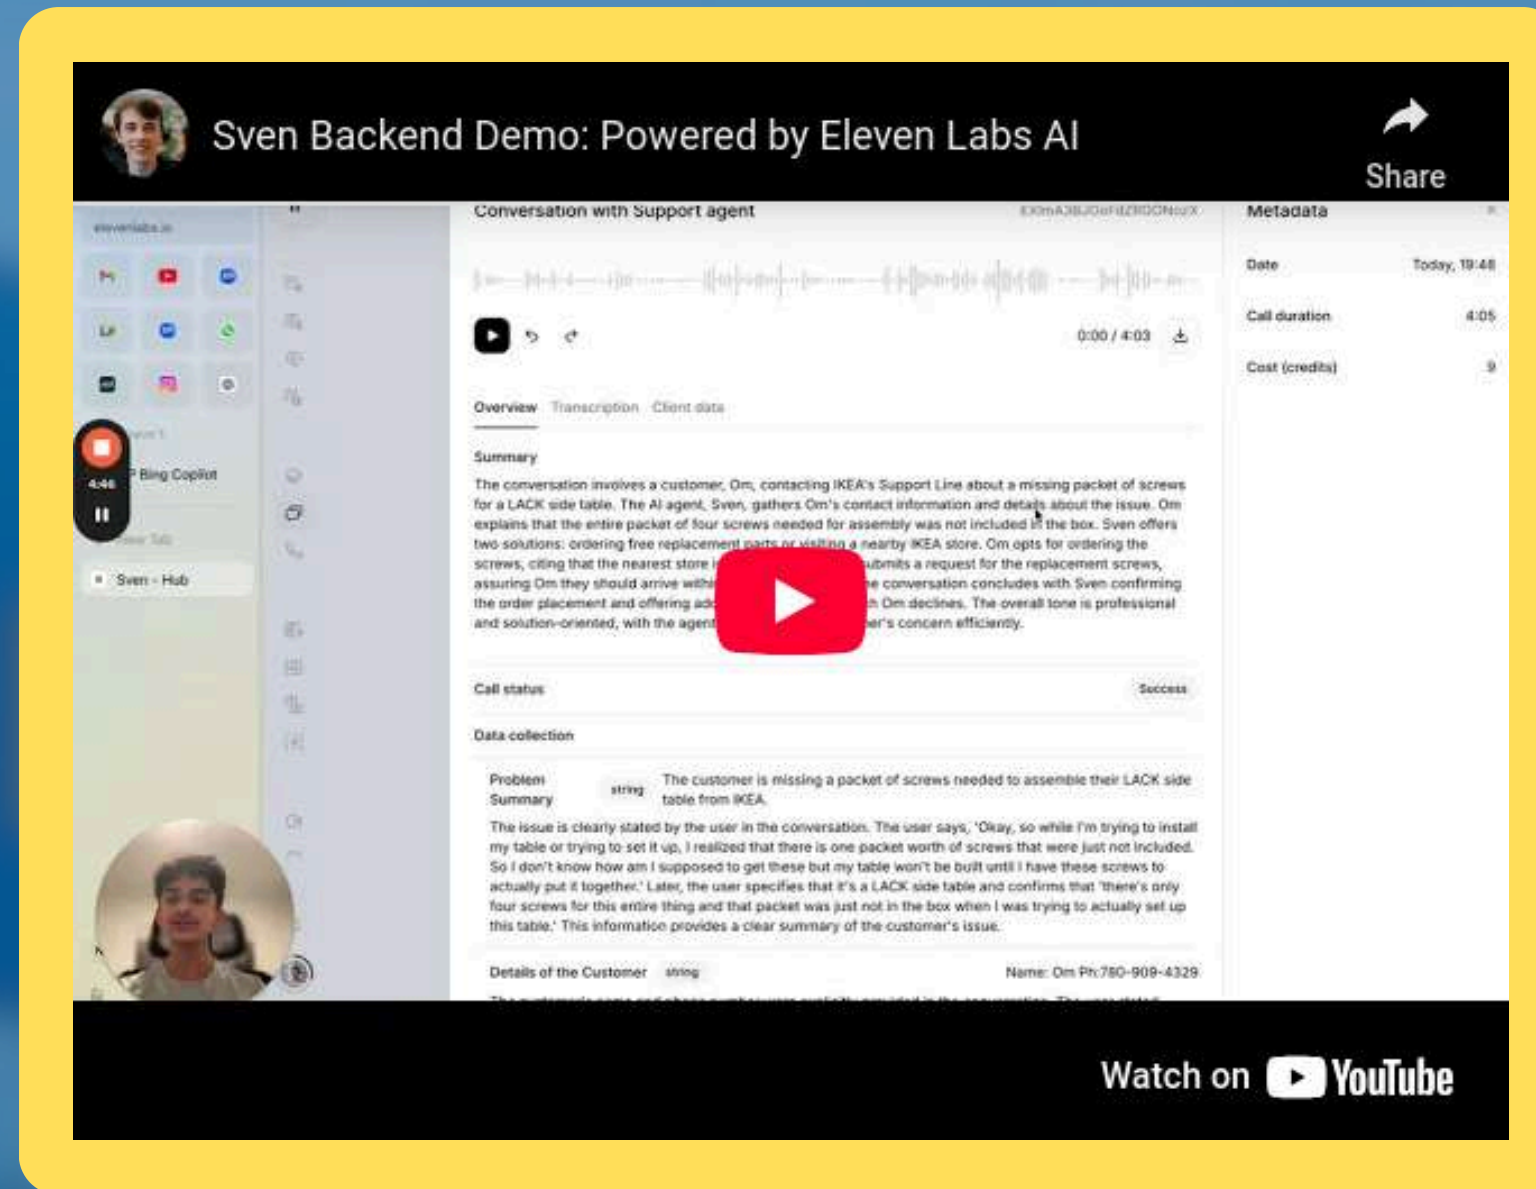 Sven Backend Demo: Powered by Eleven Labs AI
Share
elevenlabs.io
Conversation with Support agent
Metadata
Date Today, 19:46
0:00 / 4:03
Call duration 4:05
Cost (credits) 9
Overview Transcription Client data
4:46
Bing Copilot
New Tab
Sven - Hub
Summary
The conversation involves a customer, Om, contacting IKEA's Support Line about a missing packet of screws
for a LACK side table. The AI agent, Sven, gathers Om's contact information and details about the issue. Om
explains that the entire packet of four screws needed for assembly was not included in the box. Sven offers
two solutions: ordering free replacement parts or visiting a nearby IKEA store. Om opts for ordering the
screws, citing that the nearest store submits a request for the replacement screws,
assuring Om they should arrive conversation concludes with Sven confirming
the order placement and offering Om declines. The overall tone is professional
and solution-oriented, with the agent concern efficiently.
Call status Success
Data collection
Problem
Summary
string
The customer is missing a packet of screws needed to assemble their LACK side
table from IKEA.
The issue is clearly stated by the user in the conversation. The user says, 'Okay, so while I'm trying to install
my table or trying to set it up, I realized that there is one packet worth of screws that were just not included.
So I don't know how am I supposed to get these but my table won't be built until I have these screws to
actually put it together.' Later, the user specifies that it's a LACK side table and confirms that 'there's only
four screws for this entire thing and that packet was just not in the box when I was trying to actually set up
this table.' This information provides a clear summary of the customer's issue.
Details of the Customer string Name: Om Ph:780-909-4329
Watch on YouTube